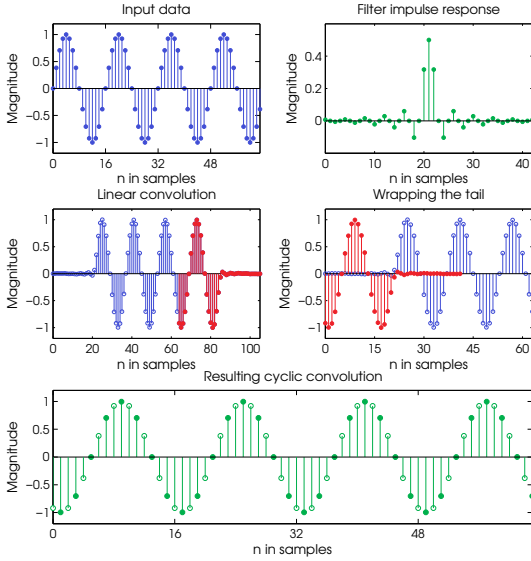 Input data
Magnitude
1
0.5
0
−0.5
−1
0 16 32 48
n in samples
Filter impulse response
Magnitude
0.4
0.2
0
0 10 20 30 40
n in samples
Linear convolution
Magnitude
1
0.5
0
−0.5
−1
0 20 40 60 80 100
n in samples
Wrapping the tail
Magnitude
1
0.5
0
−0.5
−1
0 15 30 45 60
n in samples
Resulting cyclic convolution
Magnitude
1
0.5
0
−0.5
−1
0 16 32 48
n in samples